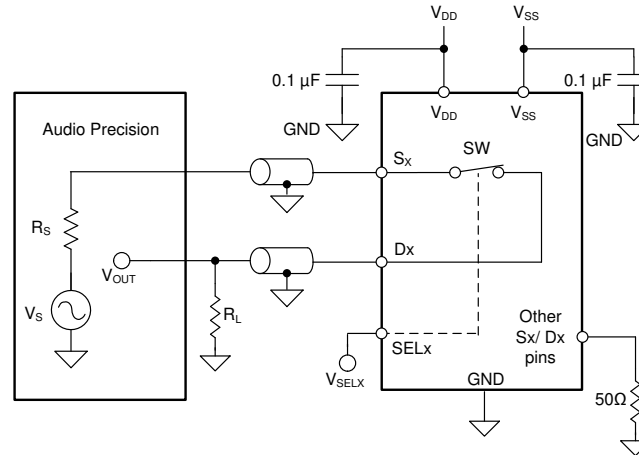 V_DD V_SS
0.1 µF 0.1 µF
V_DD V_SS
GND GND
Audio Precision
S_X SW
R_S
V_OUT
D_X
V_S
R_L
SELx
V_SELX
Other
Sx/ Dx
pins
GND
50Ω